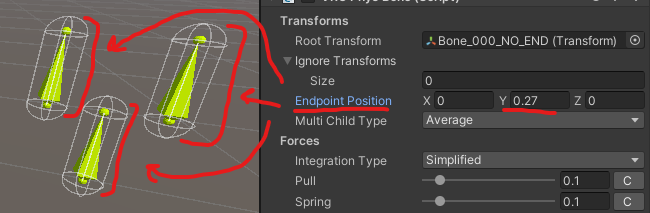 Transforms
Root Transform Bone_000_NO_END (Transform)
Ignore Transforms
Size 0
Endpoint Position X 0 Y 0.27 Z 0
Multi Child Type Average
Forces
Integration Type Simplified
Pull 0.1 C
Spring 0.1 C